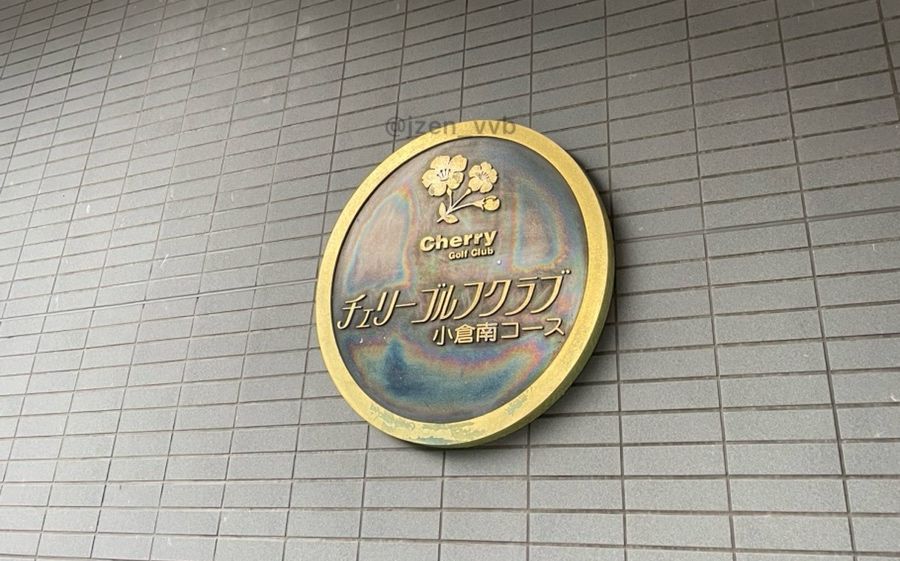 @jzen_vvb
Cherry
Golf Club
チェリーゴルフクラブ
小倉南コース